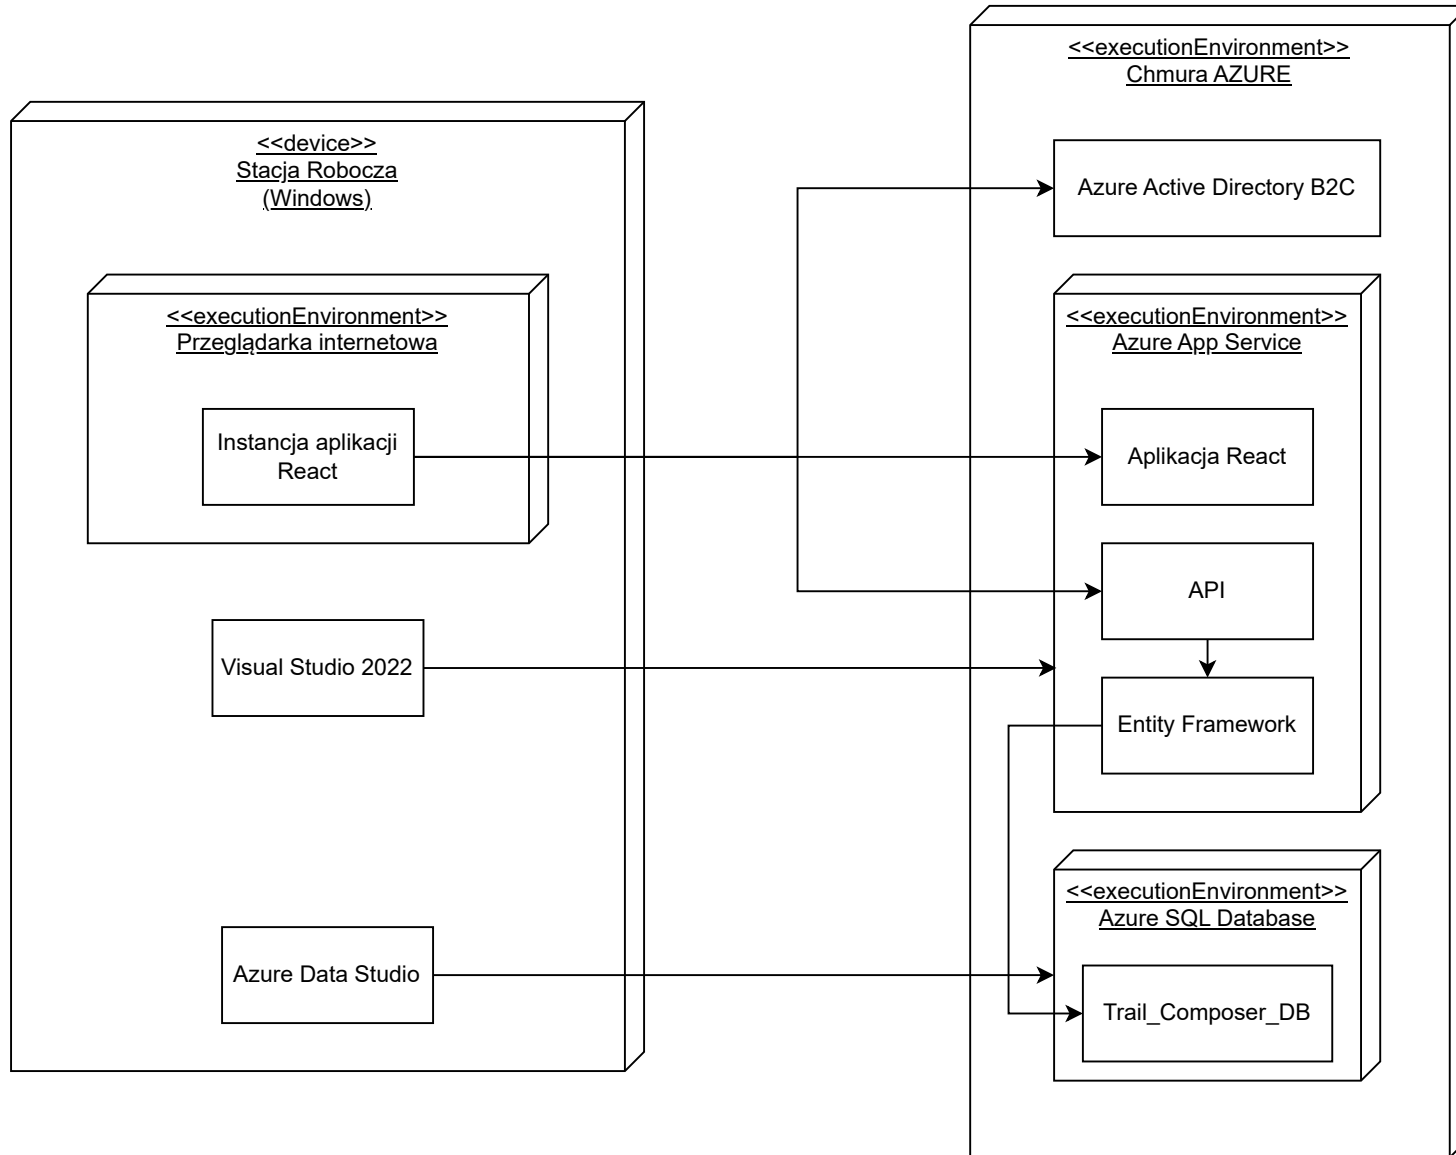 <<executionEnvironment>>
Chmura AZURE
<<device>>
Stacja Robocza
(Windows)
Azure Active Directory B2C
<<executionEnvironment>>
Przeglądarka internetowa
<<executionEnvironment>>
Azure App Service
Instancja aplikacji
React
Aplikacja React
API
Visual Studio 2022
Entity Framework
<<executionEnvironment>>
Azure SQL Database
Azure Data Studio
Trail_Composer_DB